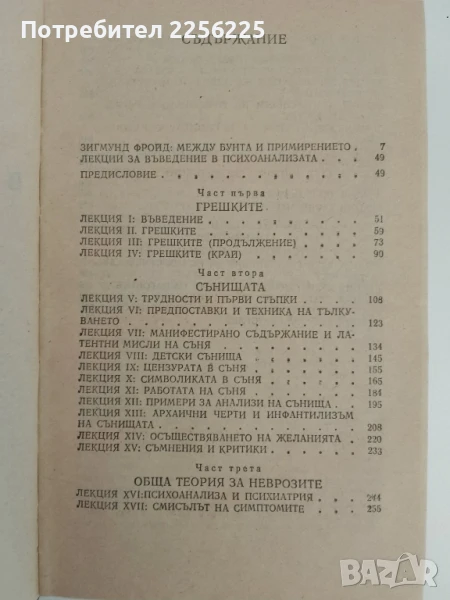 Потребител 2256225
СЪДЪРЖАНИЕ
ЗИГМУНД ФРОЙД: МЕЖДУ БУНТА И ПРИМИРЕНИЕТО . 7
ЛЕКЦИИ ЗА ВЪВЕДЕНИЕ В ПСИХОАНАЛИЗАТА . . . 49
ПРЕДИСЛОВИЕ . . . . . . . . . . . 49
Част първа
ГРЕШКИТЕ
ЛЕКЦИЯ I: ВЪВЕДЕНИЕ . . . . . . . . 51
ЛЕКЦИЯ II. ГРЕШКИТЕ . . . . . . . . 59
ЛЕКЦИЯ III: ГРЕШКИТЕ (ПРОДЪЛЖЕНИЕ) . . . . 73
ЛЕКЦИЯ IV: ГРЕШКИТЕ (КРАЙ) . . . . . . 90
Част втора
СЪНИЩАТА
ЛЕКЦИЯ V: ТРУДНОСТИ И ПЪРВИ СТЪПКИ . . . . 108
ЛЕКЦИЯ VI: ПРЕДПОСТАВКИ И ТЕХНИКА НА ТЪЛКУ-
ВАНЕТО . . . . . . . . . . . 123
ЛЕКЦИЯ VII: МАНИФЕСТИРАНО СЪДЪРЖАНИЕ И ЛА-
ТЕНТНИ МИСЛИ НА СЪНЯ . . . . . . . 134
ЛЕКЦИЯ VIII: ДЕТСКИ СЪНИЩА . . . . . . 145
ЛЕКЦИЯ IX: ЦЕНЗУРАТА В СЪНЯ . . . . . . 155
ЛЕКЦИЯ X: СИМВОЛИКАТА В СЪНЯ . . . . . 165
ЛЕКЦИЯ XI: РАБОТАТА НА СЪНЯ . . . . . . 184
ЛЕКЦИЯ XII: ПРИМЕРИ ЗА АНАЛИЗИ НА СЪНИЩА . . 195
ЛЕКЦИЯ XIII: АРХАИЧНИ ЧЕРТИ И ИНФАНТИЛИЗЪМ
НА СЪНИЩАТА . . . . . . . . . . 208
ЛЕКЦИЯ XIV: ОСЪЩЕСТВЯВАНЕТО НА ЖЕЛАНИЯТА . 220
ЛЕКЦИЯ XV: СЪМНЕНИЯ И КРИТИКИ . . . . . 233
Част трета
ОБЩА ТЕОРИЯ ЗА НЕВРОЗИТЕ
ЛЕКЦИЯ XVI:ПСИХОАНАЛИЗА И ПСИХИАТРИЯ . . . 244
ЛЕКЦИЯ XVII: СМИСЪЛЪТ НА СИМПТОМИТЕ . . . 255
BAZAR